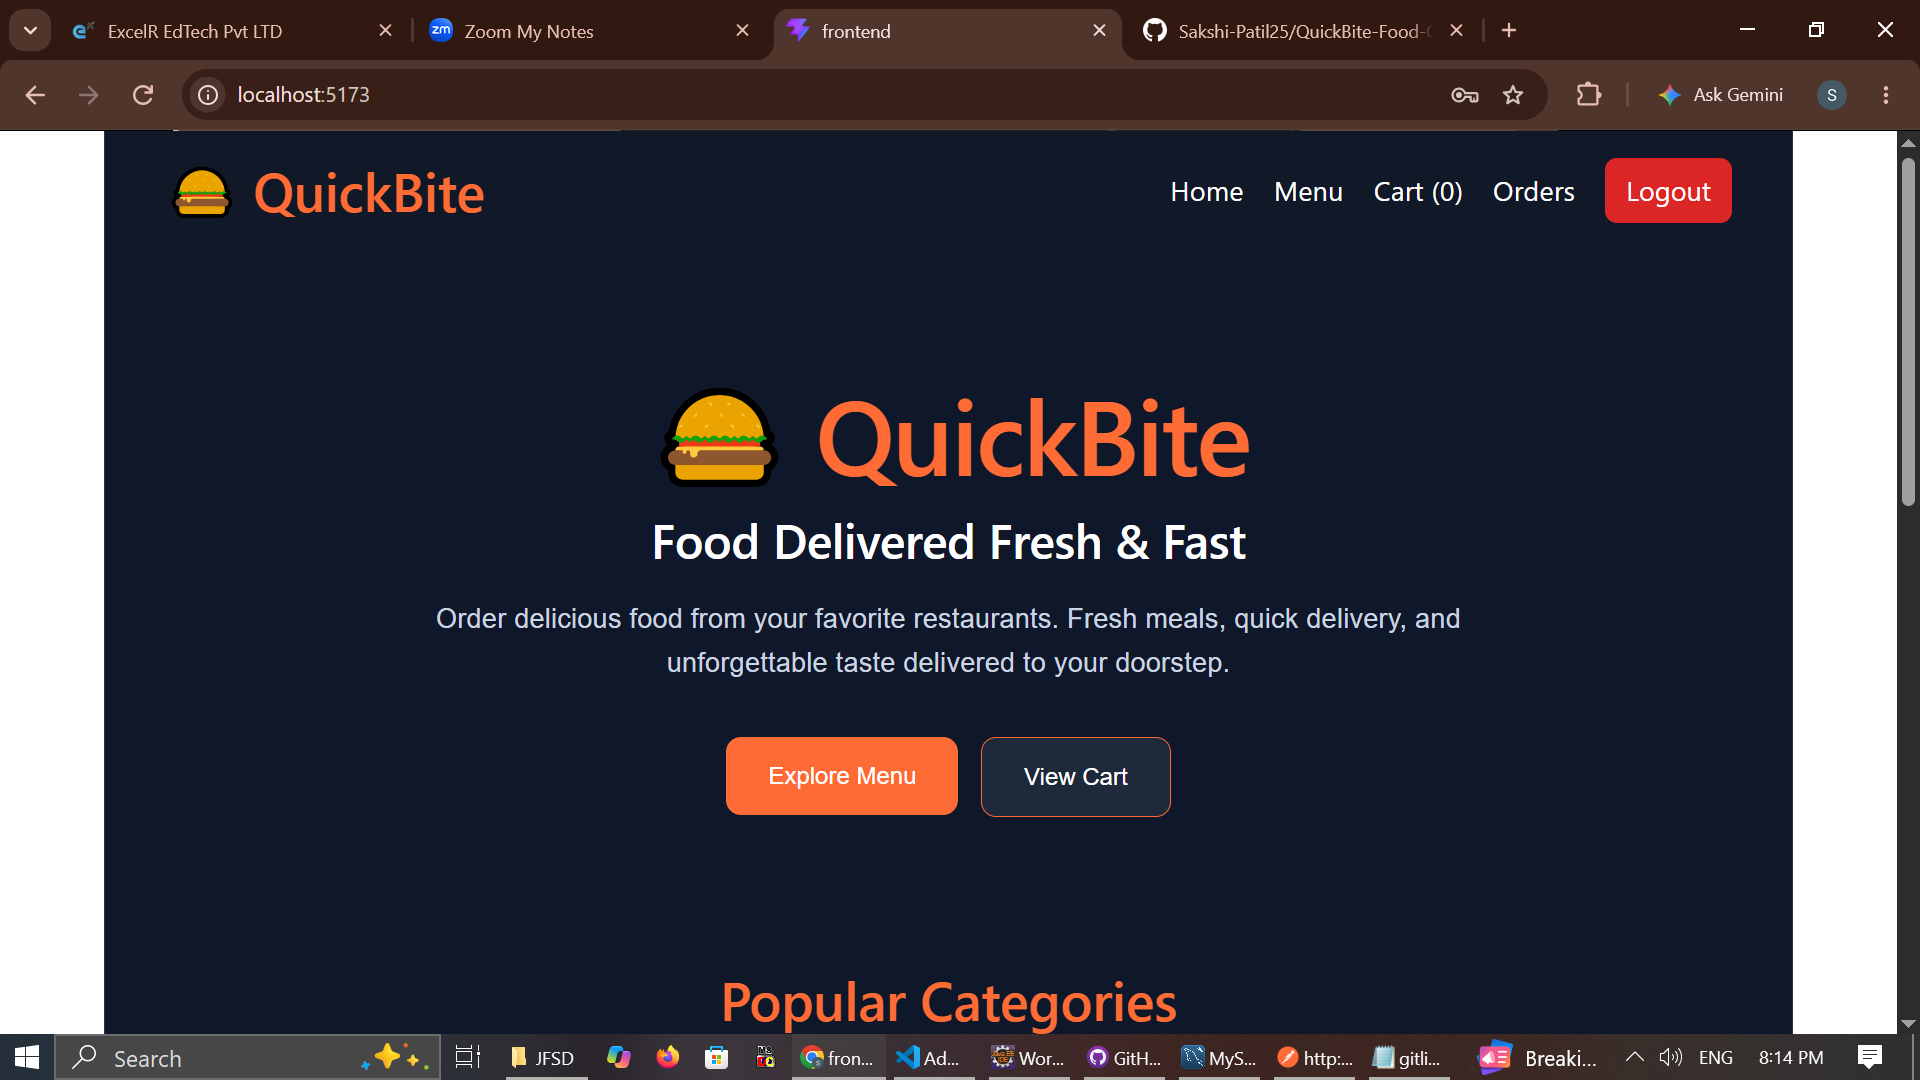 ExcelR EdTech Pvt LTD
zm Zoom My Notes
frontend
Sakshi-Patil25/QuickBite-Food-
localhost:5173
Ask Gemini
S
QuickBite
Home Menu Cart (0) Orders Logout
QuickBite
Food Delivered Fresh & Fast
Order delicious food from your favorite restaurants. Fresh meals, quick delivery, and
unforgettable taste delivered to your doorstep.
Explore Menu View Cart
Popular Categories
Search JFSD fron... Ad... Wor... GitH... MyS... http:... gitli... Breaki... ENG 8:14 PM